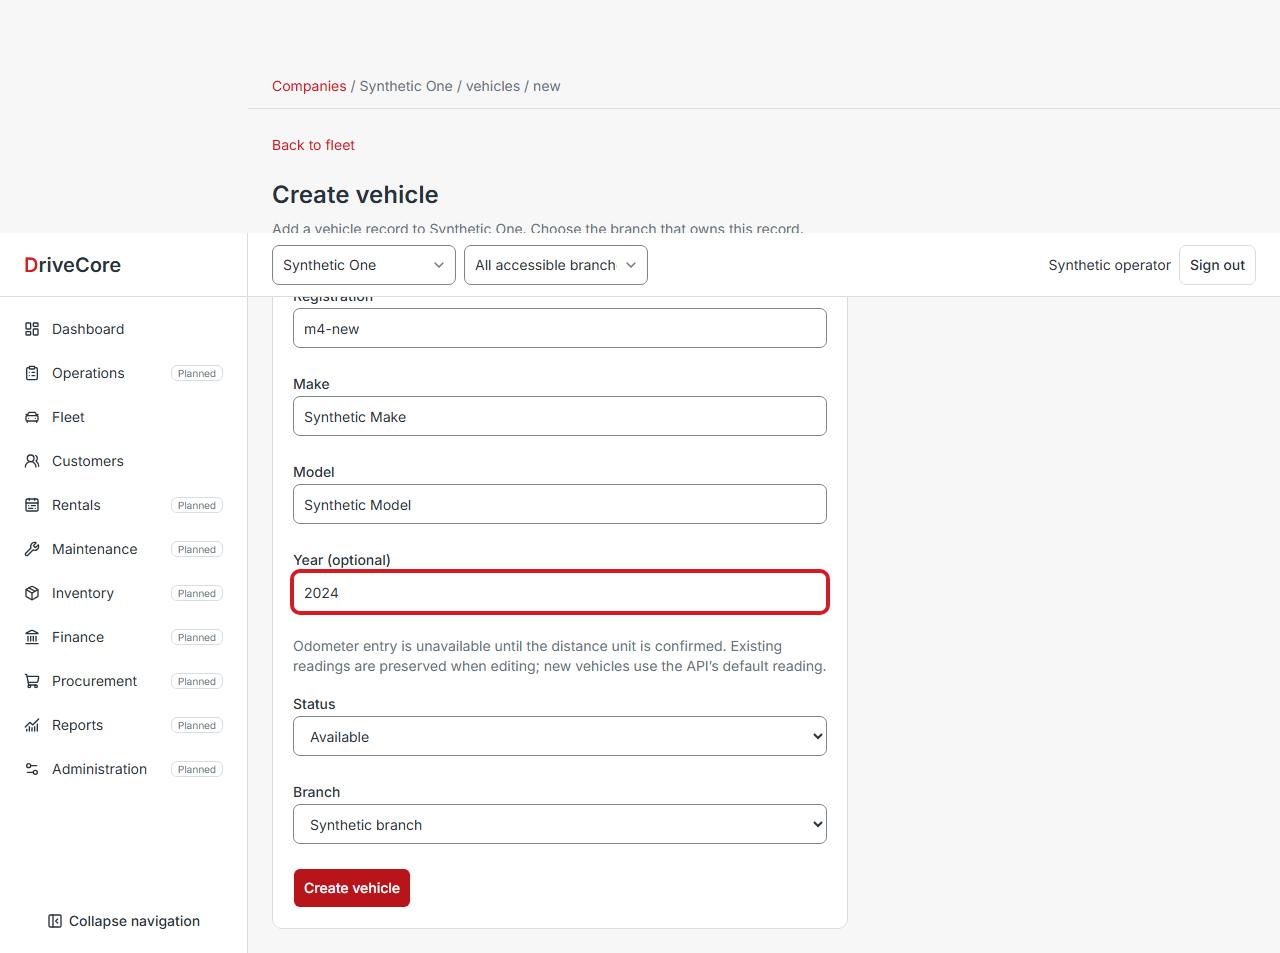 Companies / Synthetic One / vehicles / new
Back to fleet
Create vehicle
Add a vehicle record to Synthetic One. Choose the branch that owns this record.
DriveCore
Synthetic One
All accessible branch
Synthetic operator
Sign out
Dashboard
Operations Planned
Fleet
Customers
Rentals Planned
Maintenance Planned
Inventory Planned
Finance Planned
Procurement Planned
Reports Planned
Administration Planned
Collapse navigation
Registration
m4-new
Make
Synthetic Make
Model
Synthetic Model
Year (optional)
2024
Odometer entry is unavailable until the distance unit is confirmed. Existing
readings are preserved when editing; new vehicles use the API’s default reading.
Status
Available
Branch
Synthetic branch
Create vehicle